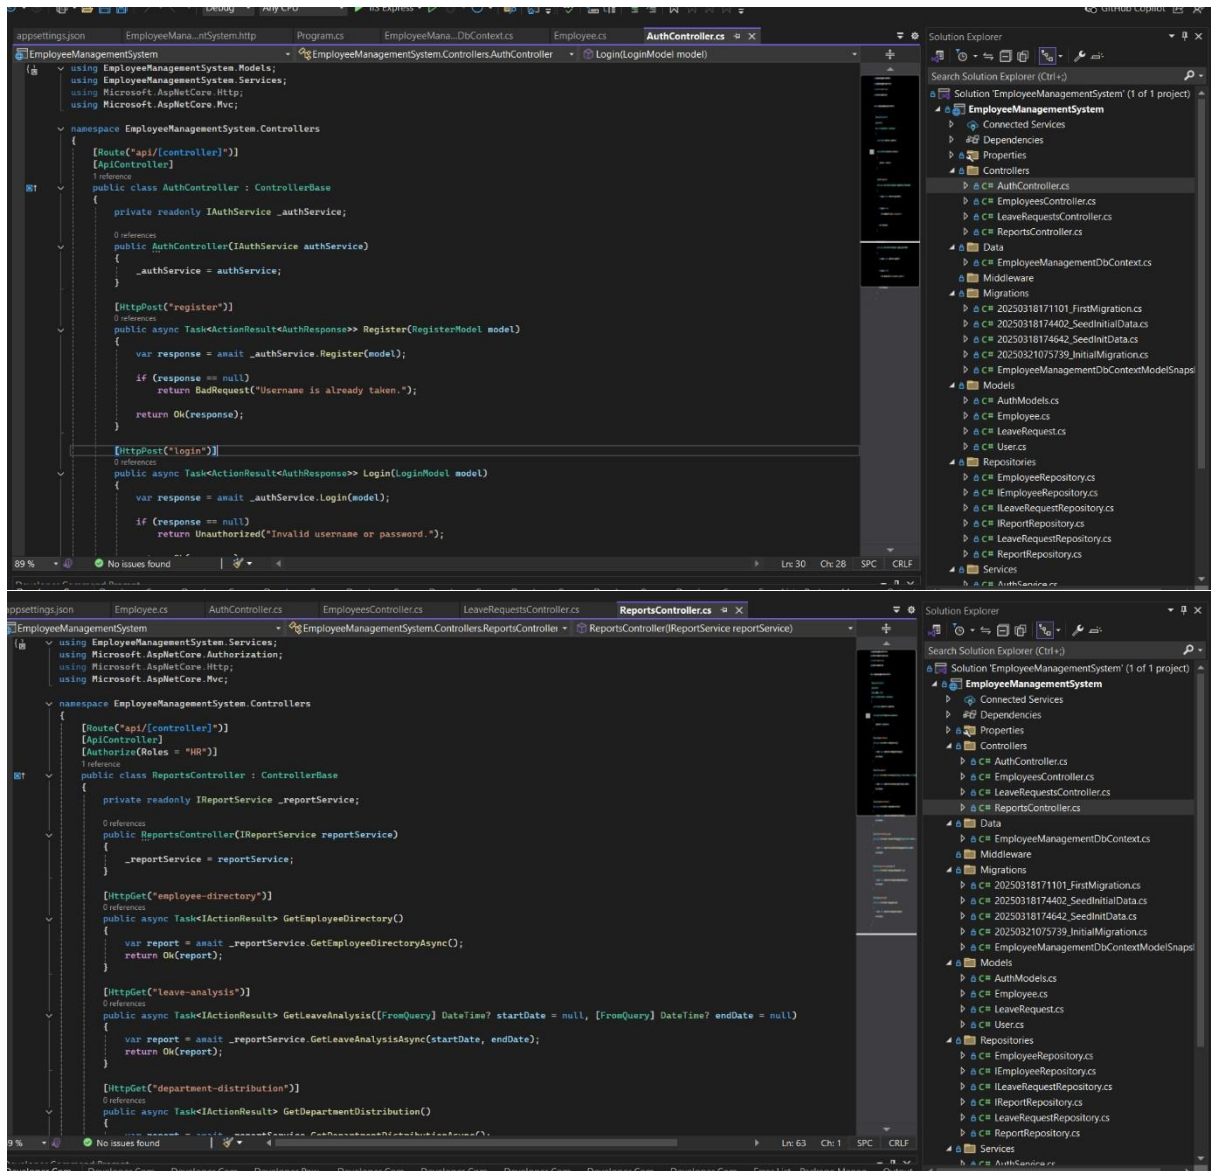 Debug
Any CPU
IIS Express
GitHub Copilot
appsettings.json
EmployeeMana...ntSystem.http
Program.cs
EmployeeMana...DbContext.cs
Employee.cs
AuthController.cs
EmployeeManagementSystem
EmployeeManagementSystem.Controllers.AuthController
Login(LoginModel model)
using EmployeeManagementSystem.Models;
using EmployeeManagementSystem.Services;
using Microsoft.AspNetCore.Http;
using Microsoft.AspNetCore.Mvc;
namespace EmployeeManagementSystem.Controllers
{
[Route("api/[controller]")]
[ApiController]
1 reference
public class AuthController : ControllerBase
{
private readonly IAuthService _authService;
0 references
public AuthController(IAuthService authService)
{
_authService = authService;
}
[HttpPost("register")]
0 references
public async Task<ActionResult<AuthResponse>> Register(RegisterModel model)
{
var response = await _authService.Register(model);
if (response == null)
return BadRequest("Username is already taken.");
return Ok(response);
}
[HttpPost("login")]
0 references
public async Task<ActionResult<AuthResponse>> Login(LoginModel model)
{
var response = await _authService.Login(model);
if (response == null)
return Unauthorized("Invalid username or password.");
89 %
No issues found
Ln: 30 Ch: 28 SPC CRLF
Solution Explorer
Search Solution Explorer (Ctrl+;)
Solution 'EmployeeManagementSystem' (1 of 1 project)
EmployeeManagementSystem
Connected Services
Dependencies
Properties
Controllers
C# AuthController.cs
C# EmployeesController.cs
C# LeaveRequestsController.cs
C# ReportsController.cs
Data
C# EmployeeManagementDbContext.cs
Middleware
Migrations
C# 20250318171101_FirstMigration.cs
C# 20250318174402_SeedInitialData.cs
C# 20250318174642_SeedInitData.cs
C# 20250321075739_InitialMigration.cs
C# EmployeeManagementDbContextModelSnaps
Models
C# AuthModels.cs
C# Employee.cs
C# LeaveRequest.cs
C# User.cs
Repositories
C# EmployeeRepository.cs
C# IEmployeeRepository.cs
C# ILeaveRequestRepository.cs
C# IReportRepository.cs
C# LeaveRequestRepository.cs
C# ReportRepository.cs
Services
C# AuthService.cs
appsettings.json
Employee.cs
AuthController.cs
EmployeesController.cs
LeaveRequestsController.cs
ReportsController.cs
EmployeeManagementSystem
EmployeeManagementSystem.Controllers.ReportsController
ReportsController(IReportService reportService)
using EmployeeManagementSystem.Services;
using Microsoft.AspNetCore.Authorization;
using Microsoft.AspNetCore.Http;
using Microsoft.AspNetCore.Mvc;
namespace EmployeeManagementSystem.Controllers
{
[Route("api/[controller]")]
[ApiController]
[Authorize(Roles = "HR")]
1 reference
public class ReportsController : ControllerBase
{
private readonly IReportService _reportService;
0 references
public ReportsController(IReportService reportService)
{
_reportService = reportService;
}
[HttpGet("employee-directory")]
0 references
public async Task<IActionResult> GetEmployeeDirectory()
{
var report = await _reportService.GetEmployeeDirectoryAsync();
return Ok(report);
}
[HttpGet("leave-analysis")]
0 references
public async Task<IActionResult> GetLeaveAnalysis([FromQuery] DateTime? startDate = null, [FromQuery] DateTime? endDate = null)
{
var report = await _reportService.GetLeaveAnalysisAsync(startDate, endDate);
return Ok(report);
}
[HttpGet("department-distribution")]
0 references
public async Task<IActionResult> GetDepartmentDistribution()
{
9 %
No issues found
Ln: 63 Ch: 1 SPC CRLF
Solution Explorer
Search Solution Explorer (Ctrl+;)
Solution 'EmployeeManagementSystem' (1 of 1 project)
EmployeeManagementSystem
Connected Services
Dependencies
Properties
Controllers
C# AuthController.cs
C# EmployeesController.cs
C# LeaveRequestsController.cs
C# ReportsController.cs
Data
C# EmployeeManagementDbContext.cs
Middleware
Migrations
C# 20250318171101_FirstMigration.cs
C# 20250318174402_SeedInitialData.cs
C# 20250318174642_SeedInitData.cs
C# 20250321075739_InitialMigration.cs
C# EmployeeManagementDbContextModelSnaps
Models
C# AuthModels.cs
C# Employee.cs
C# LeaveRequest.cs
C# User.cs
Repositories
C# EmployeeRepository.cs
C# IEmployeeRepository.cs
C# ILeaveRequestRepository.cs
C# IReportRepository.cs
C# LeaveRequestRepository.cs
C# ReportRepository.cs
Services
C# AuthService.cs